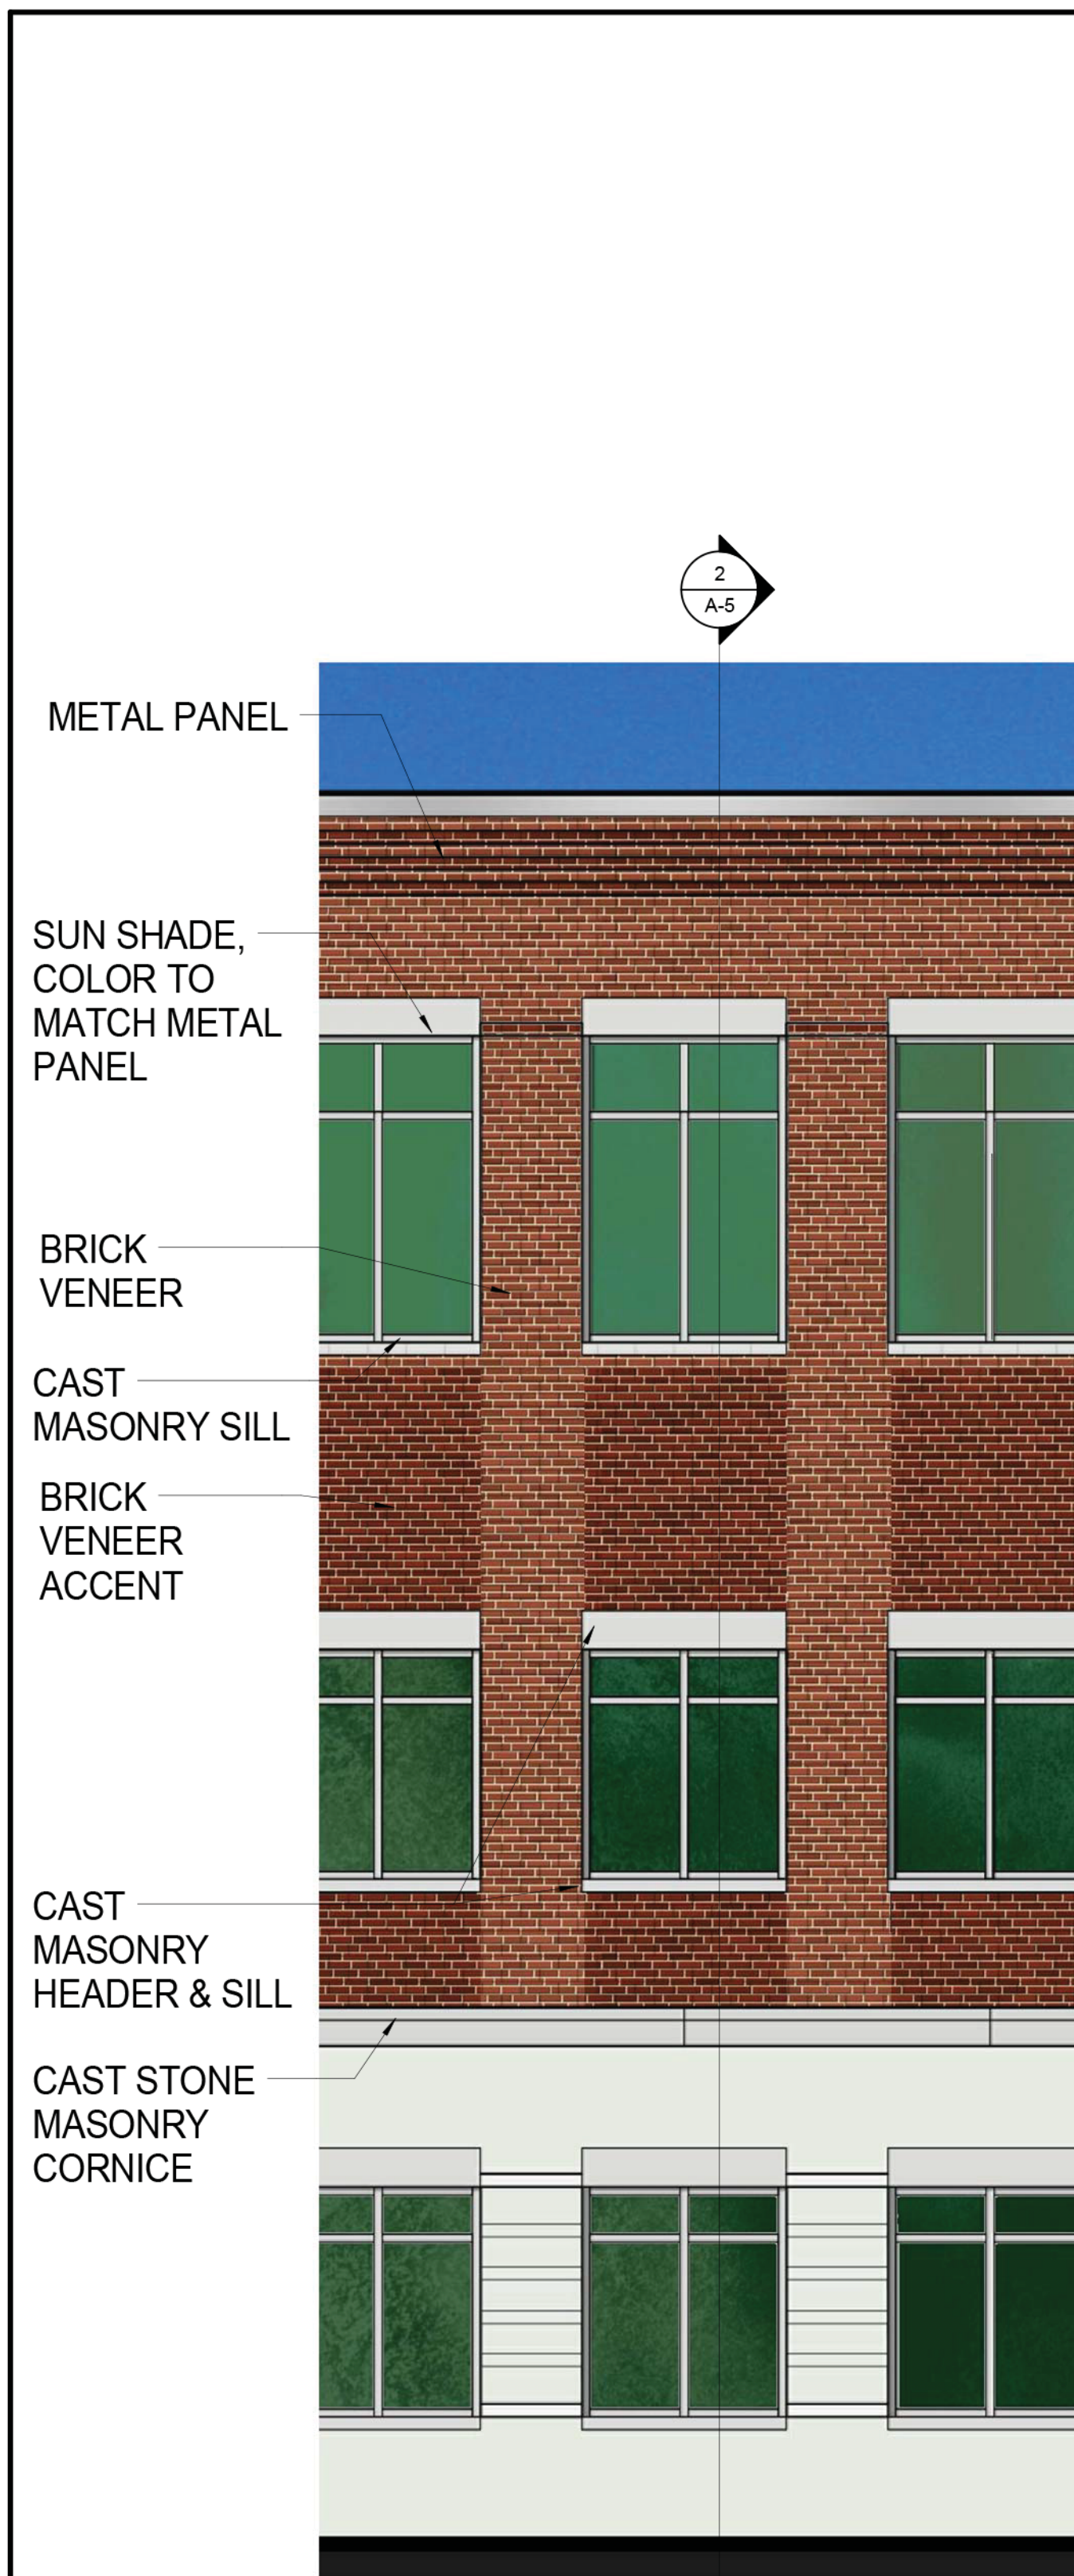 2
A-5
METAL PANEL
SUN SHADE,
COLOR TO
MATCH METAL
PANEL
BRICK
VENEER
CAST
MASONRY SILL
BRICK
VENEER
ACCENT
CAST
MASONRY
HEADER & SILL
CAST STONE
MASONRY
CORNICE